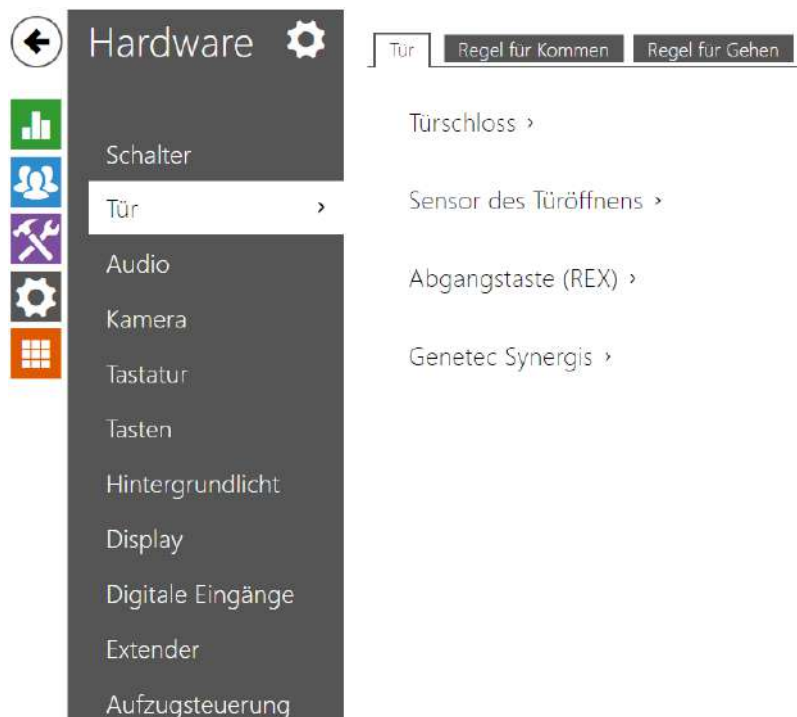 Hardware
Schalter
Tür
Audio
Kamera
Tastatur
Tasten
Hintergrundlicht
Display
Digitale Eingänge
Extender
Aufzugsteuerung
Tür
Regel für Kommen
Regel für Gehen
Türschloss ›
Sensor des Türöffnens ›
Abgangstaste (REX) ›
Genetec Synergis ›